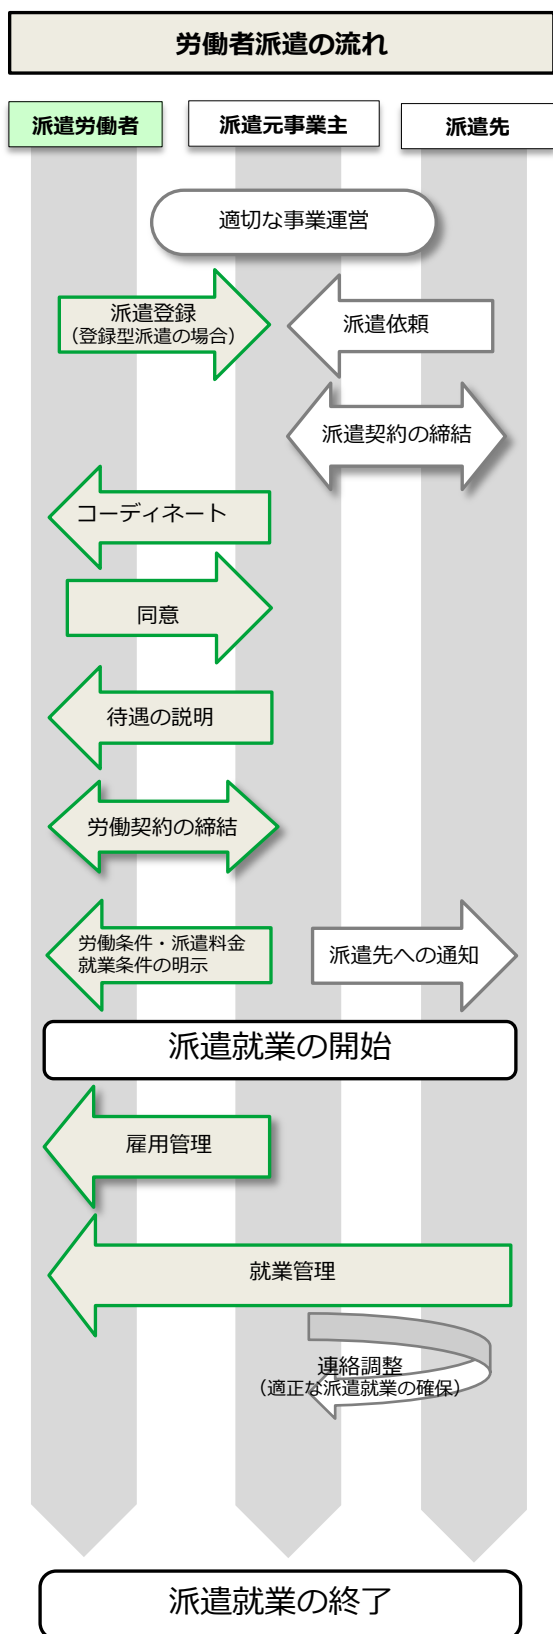 労働者派遣の流れ
派遣労働者
派遣元事業主
派遣先
適切な事業運営
派遣登録
（登録型派遣の場合）
派遣依頼
派遣契約の締結
コーディネート
同意
待遇の説明
労働契約の締結
労働条件・派遣料金
就業条件の明示
派遣先への通知
派遣就業の開始
雇用管理
就業管理
連絡調整
（適正な派遣就業の確保）
派遣就業の終了